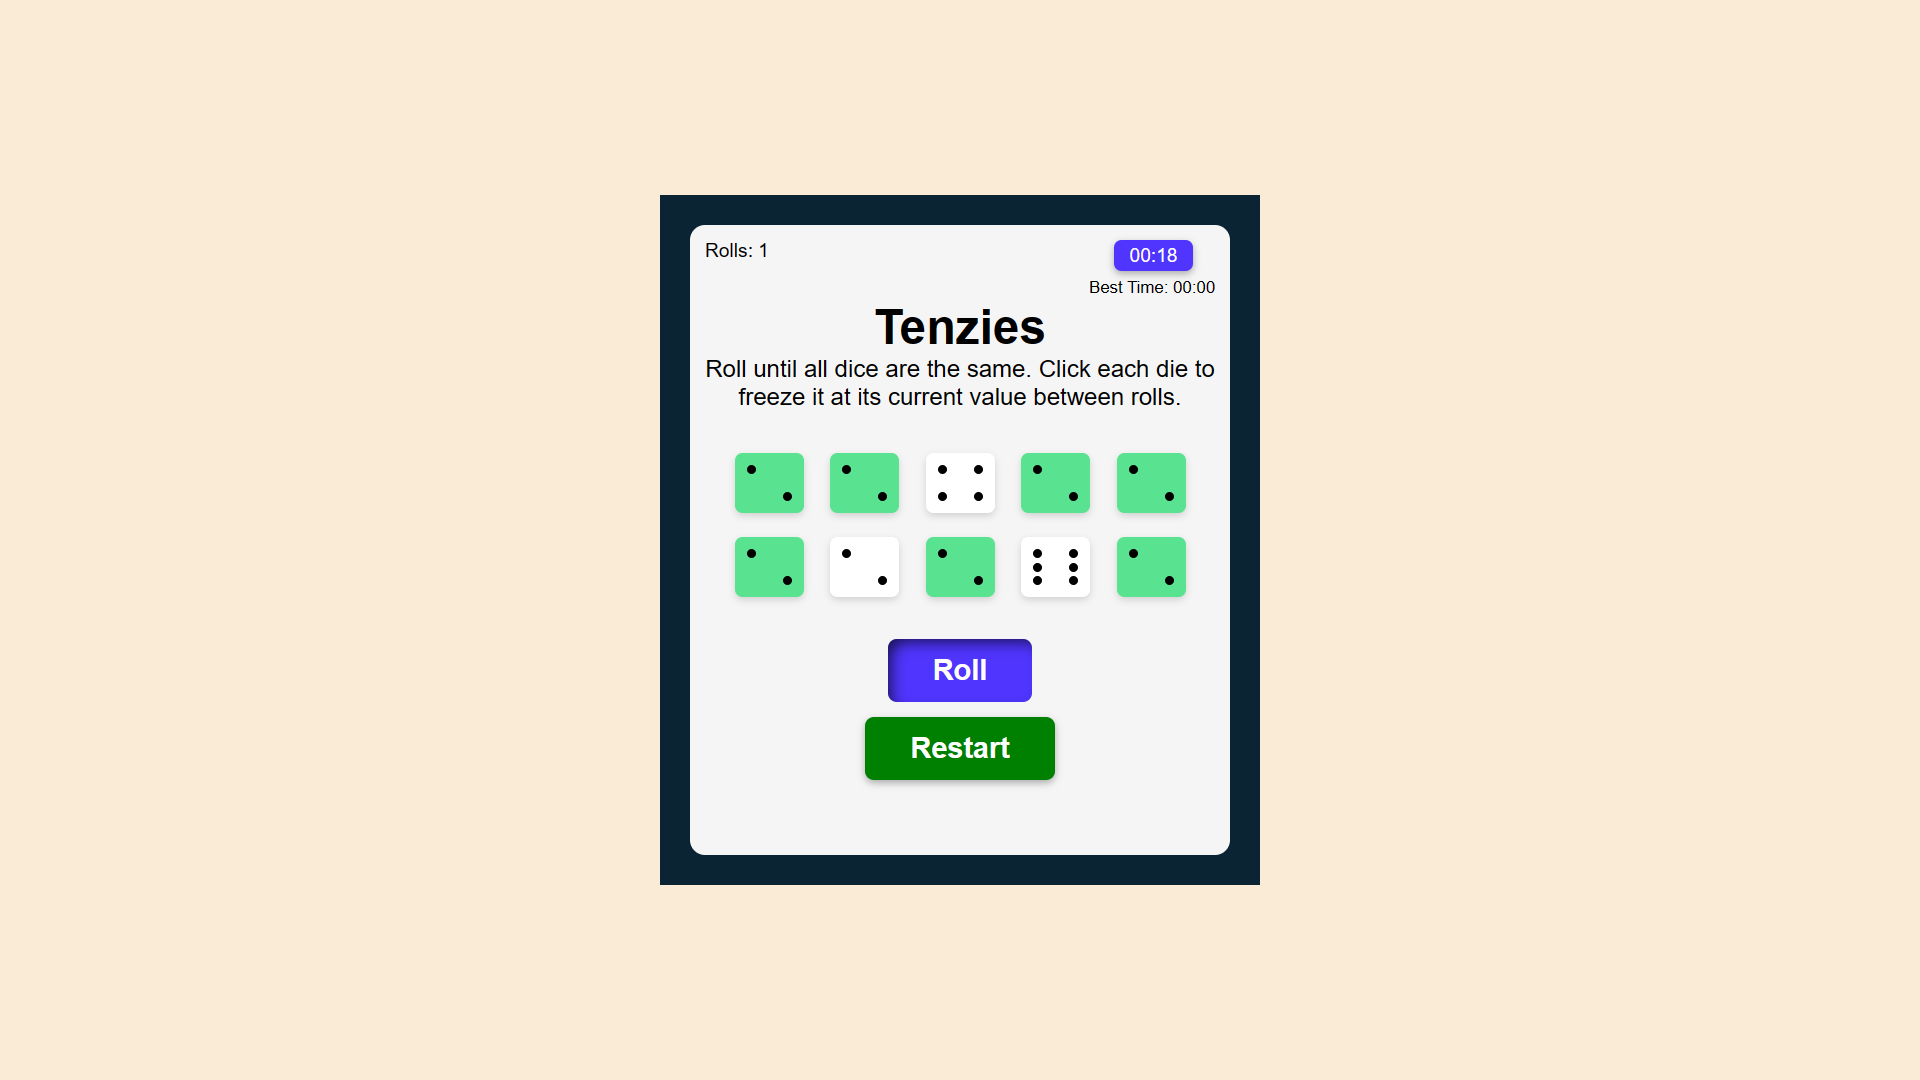 Rolls: 1
00:18
Best Time: 00:00
Tenzies
Roll until all dice are the same. Click each die to
freeze it at its current value between rolls.
Roll
Restart